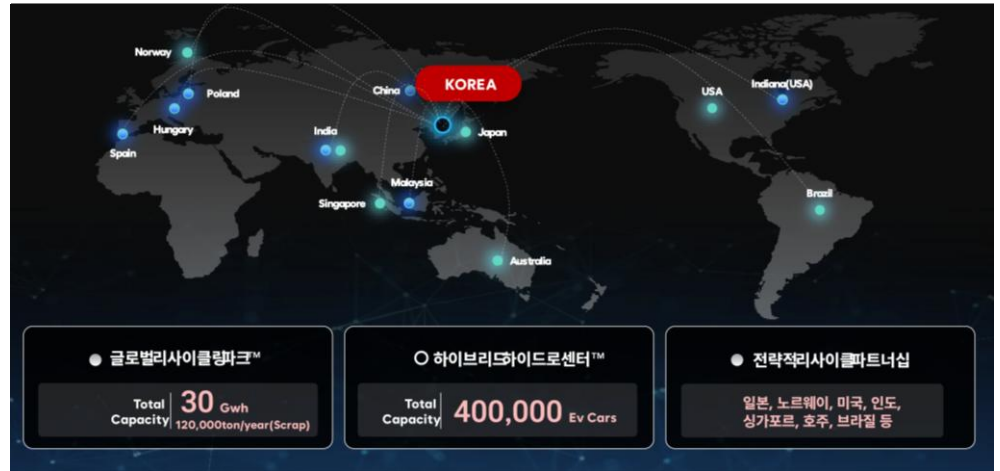 Norway
Poland
Hungary
Spain
China
KOREA
Japan
India
Malaysia
Singapore
Australia
USA
Indiana(USA)
Brazil
글로벌리사이클링파크™
Total
Capacity
30 Gwh
120,000ton/year(Scrap)
하이브리드하이드로센터™
Total
Capacity
400,000 Ev Cars
전략적리사이클파트너십
일본, 노르웨이, 미국, 인도,
싱가포르, 호주, 브라질 등